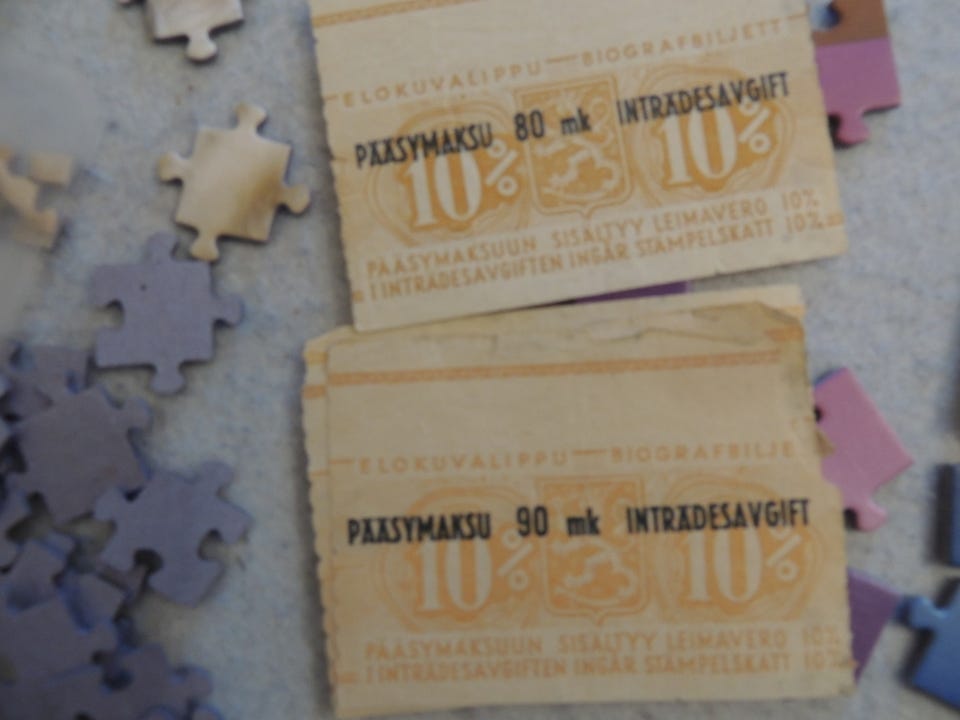 ELOKUVALIPPU — BIOGRAFBILJETT
PÄÄSYMAKSU 80 mk INTRÄDESAVGIFT
10% 10%
PÄÄSYMAKSUUN SISÄLTYY LEIMAVERO 10%
I INTRÄDESAVGIFTEN INGÅR STÄMPELSKATT 10%
ELOKUVALIPPU — BIOGRAFBILJE
PÄÄSYMAKSU 90 mk INTRÄDESAVGIFT
10% 10%
PÄÄSYMAKSUUN SISÄLTYY LEIMAVERO 10%
I INTRÄDESAVGIFTEN INGÅR STÄMPELSKATT 10%